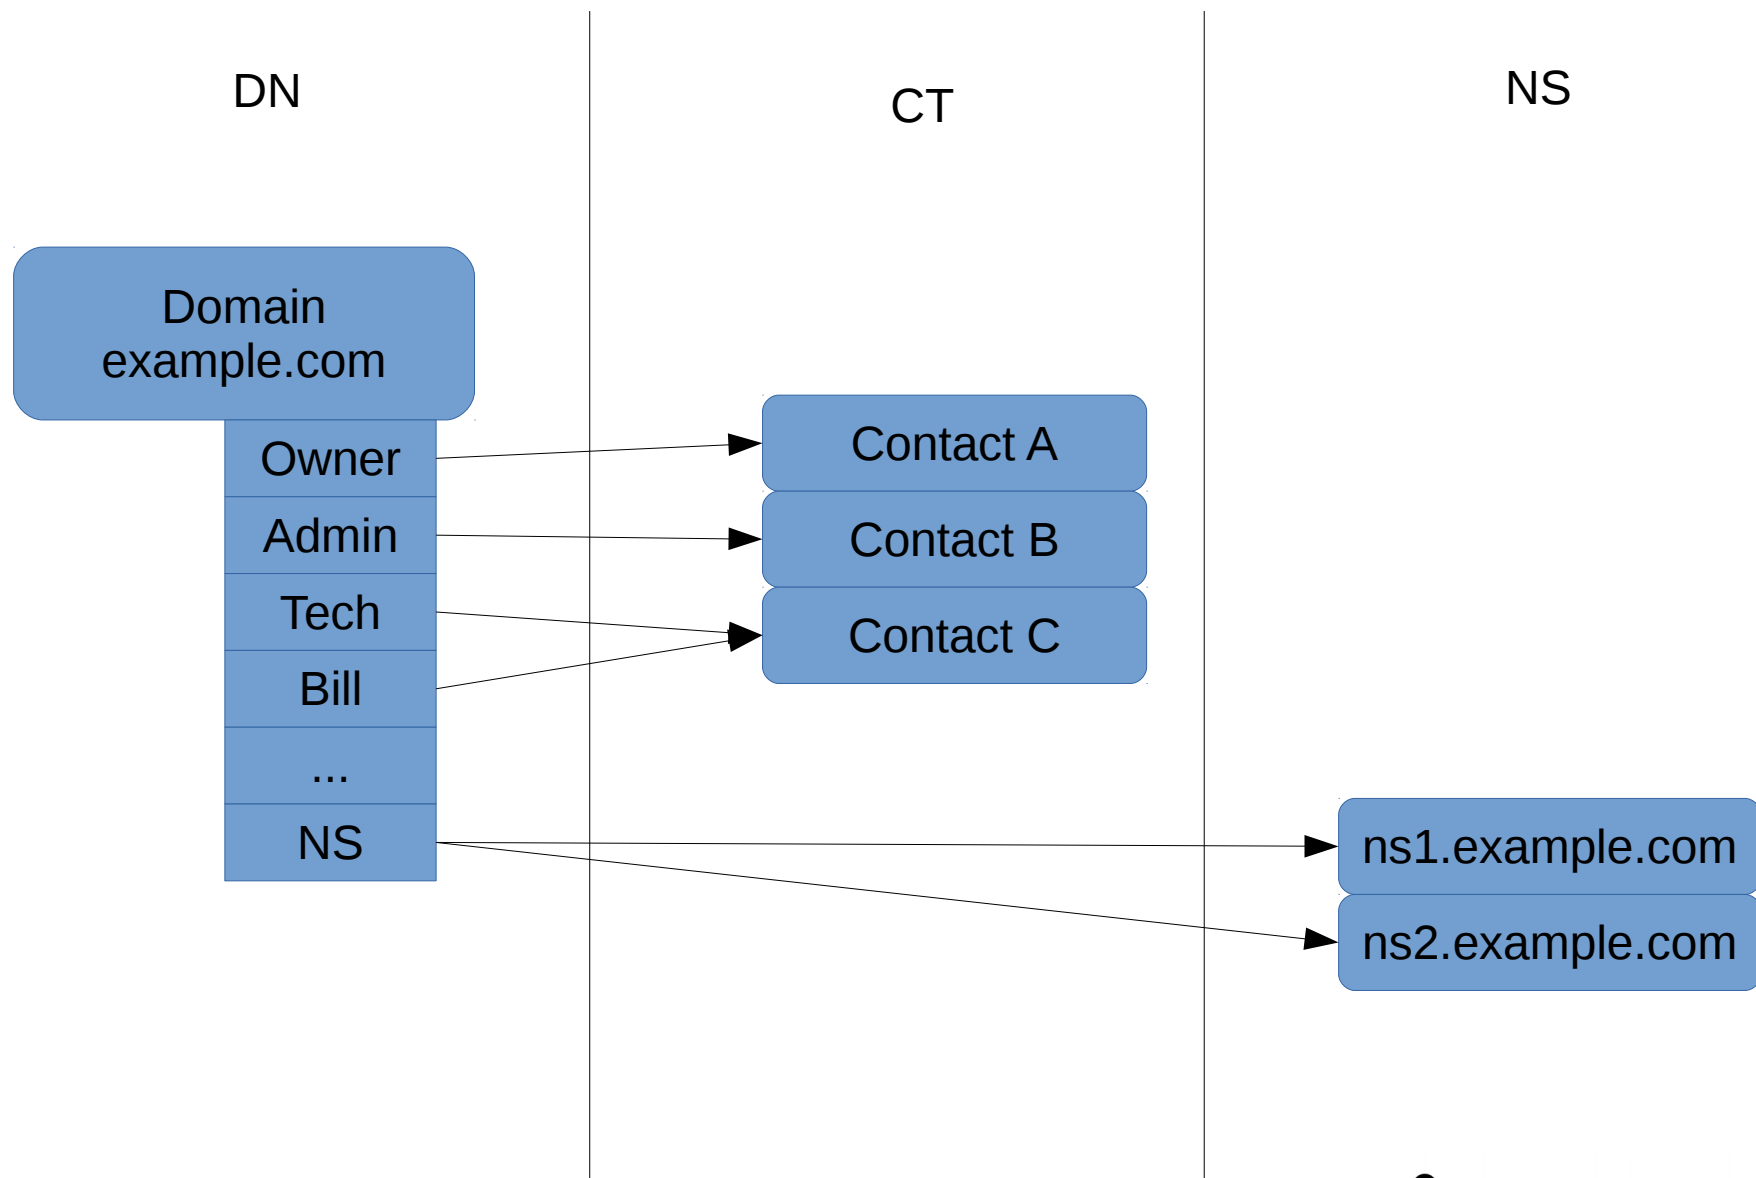 DN
CT
NS
Domain
example.com
Owner
Admin
Tech
Bill
...
NS
Contact A
Contact B
Contact C
ns1.example.com
ns2.example.com